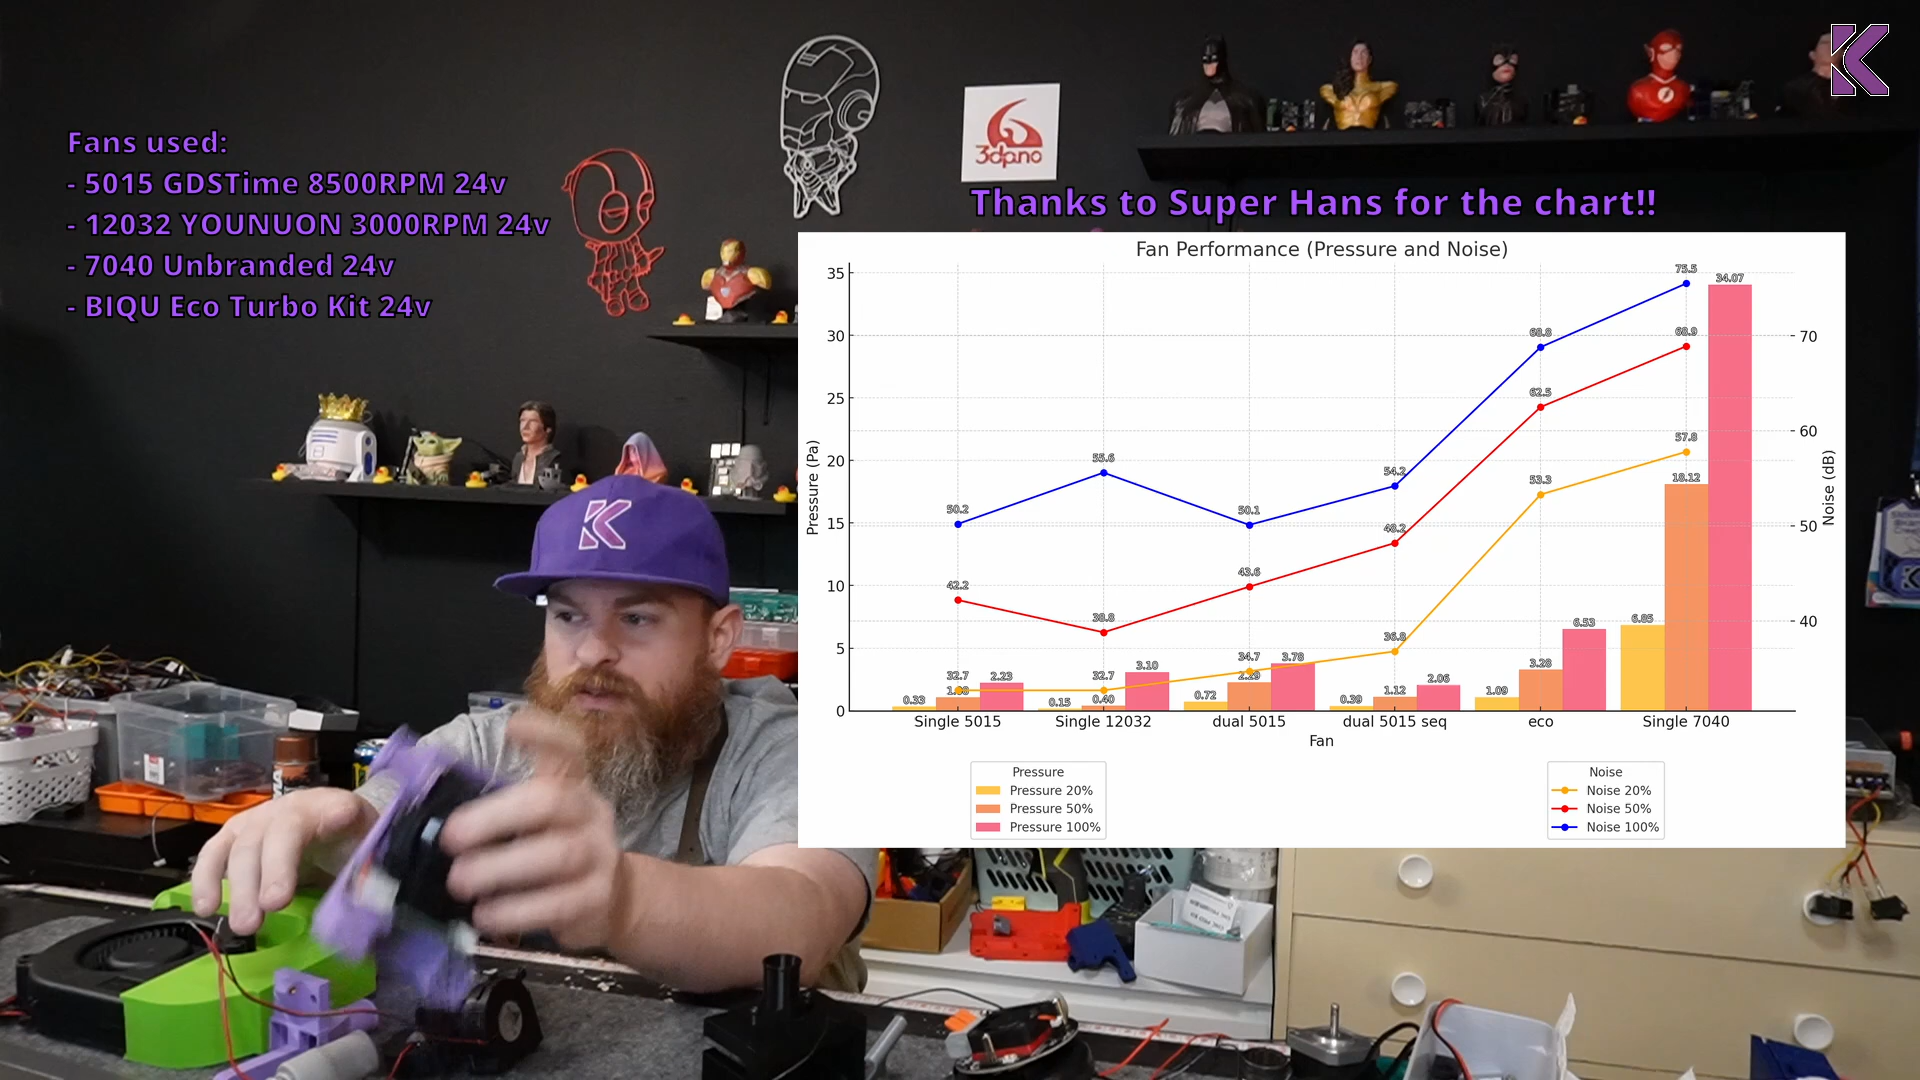 Fans used:
- 5015 GDSTime 8500RPM 24v
- 12032 YOUNUON 3000RPM 24v
- 7040 Unbranded 24v
- BIQU Eco Turbo Kit 24v
3dp.no
Thanks to Super Hans for the chart!!
Fan Performance (Pressure and Noise)
Pressure (Pa)
35
30
25
20
15
10
5
0
50.2
55.6
50.1
54.2
68.8
75.5
42.2
38.8
43.6
48.2
62.5
68.9
32.7
32.7
34.7
36.8
53.3
57.8
0.33
2.23
0.15
0.40
3.10
0.72
2.29
3.78
0.39
1.12
2.06
1.09
3.28
6.53
6.85
18.12
34.07
70
60
50
40
Noise (dB)
Single 5015
Single 12032
dual 5015
dual 5015 seq
eco
Single 7040
Fan
Pressure
Pressure 20%
Pressure 50%
Pressure 100%
Noise
Noise 20%
Noise 50%
Noise 100%